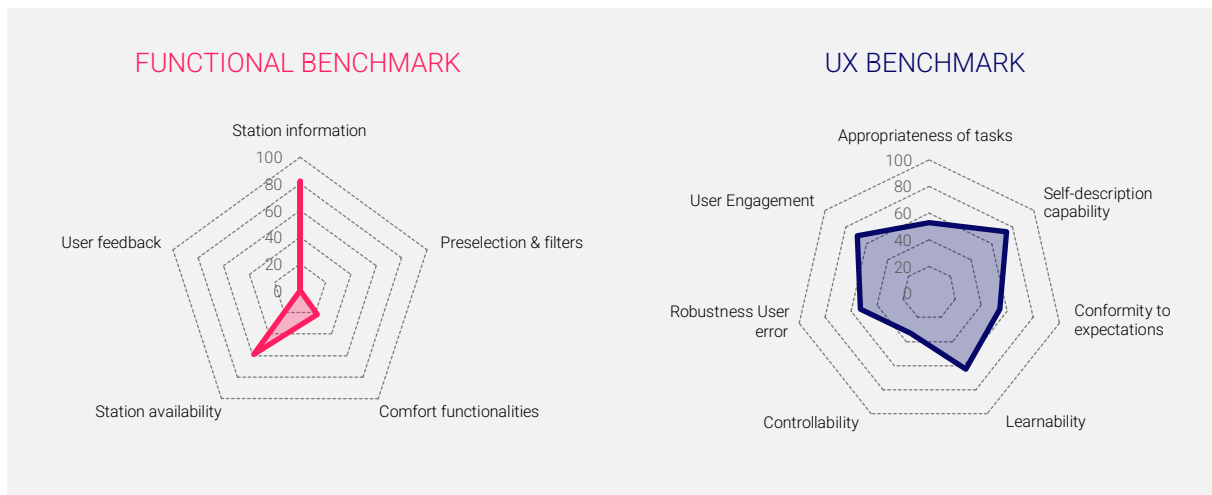 FUNCTIONAL BENCHMARK
Station information
100
80
60
40
20
0
User feedback
Preselection & filters
Station availability
Comfort functionalities
UX BENCHMARK
Appropriateness of tasks
100
80
60
40
20
0
User Engagement
Self-description
capability
Robustness User
error
Conformity to
expectations
Controllability
Learnability